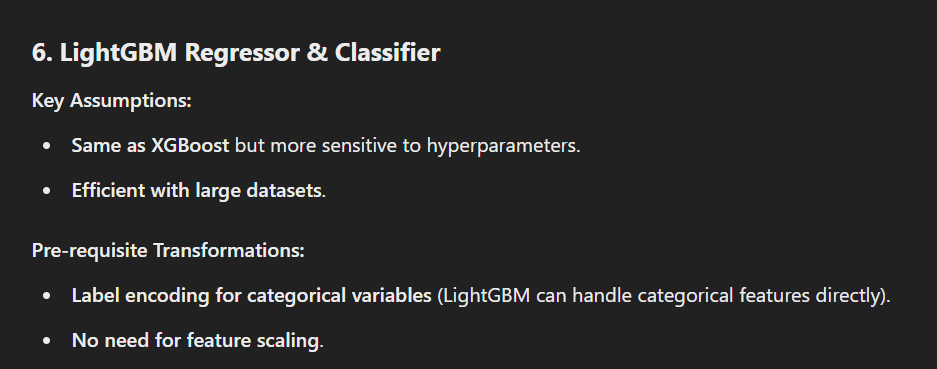 6. LightGBM Regressor & Classifier
Key Assumptions:
• Same as XGBoost but more sensitive to hyperparameters.
• Efficient with large datasets.
Pre-requisite Transformations:
• Label encoding for categorical variables (LightGBM can handle categorical features directly).
• No need for feature scaling.